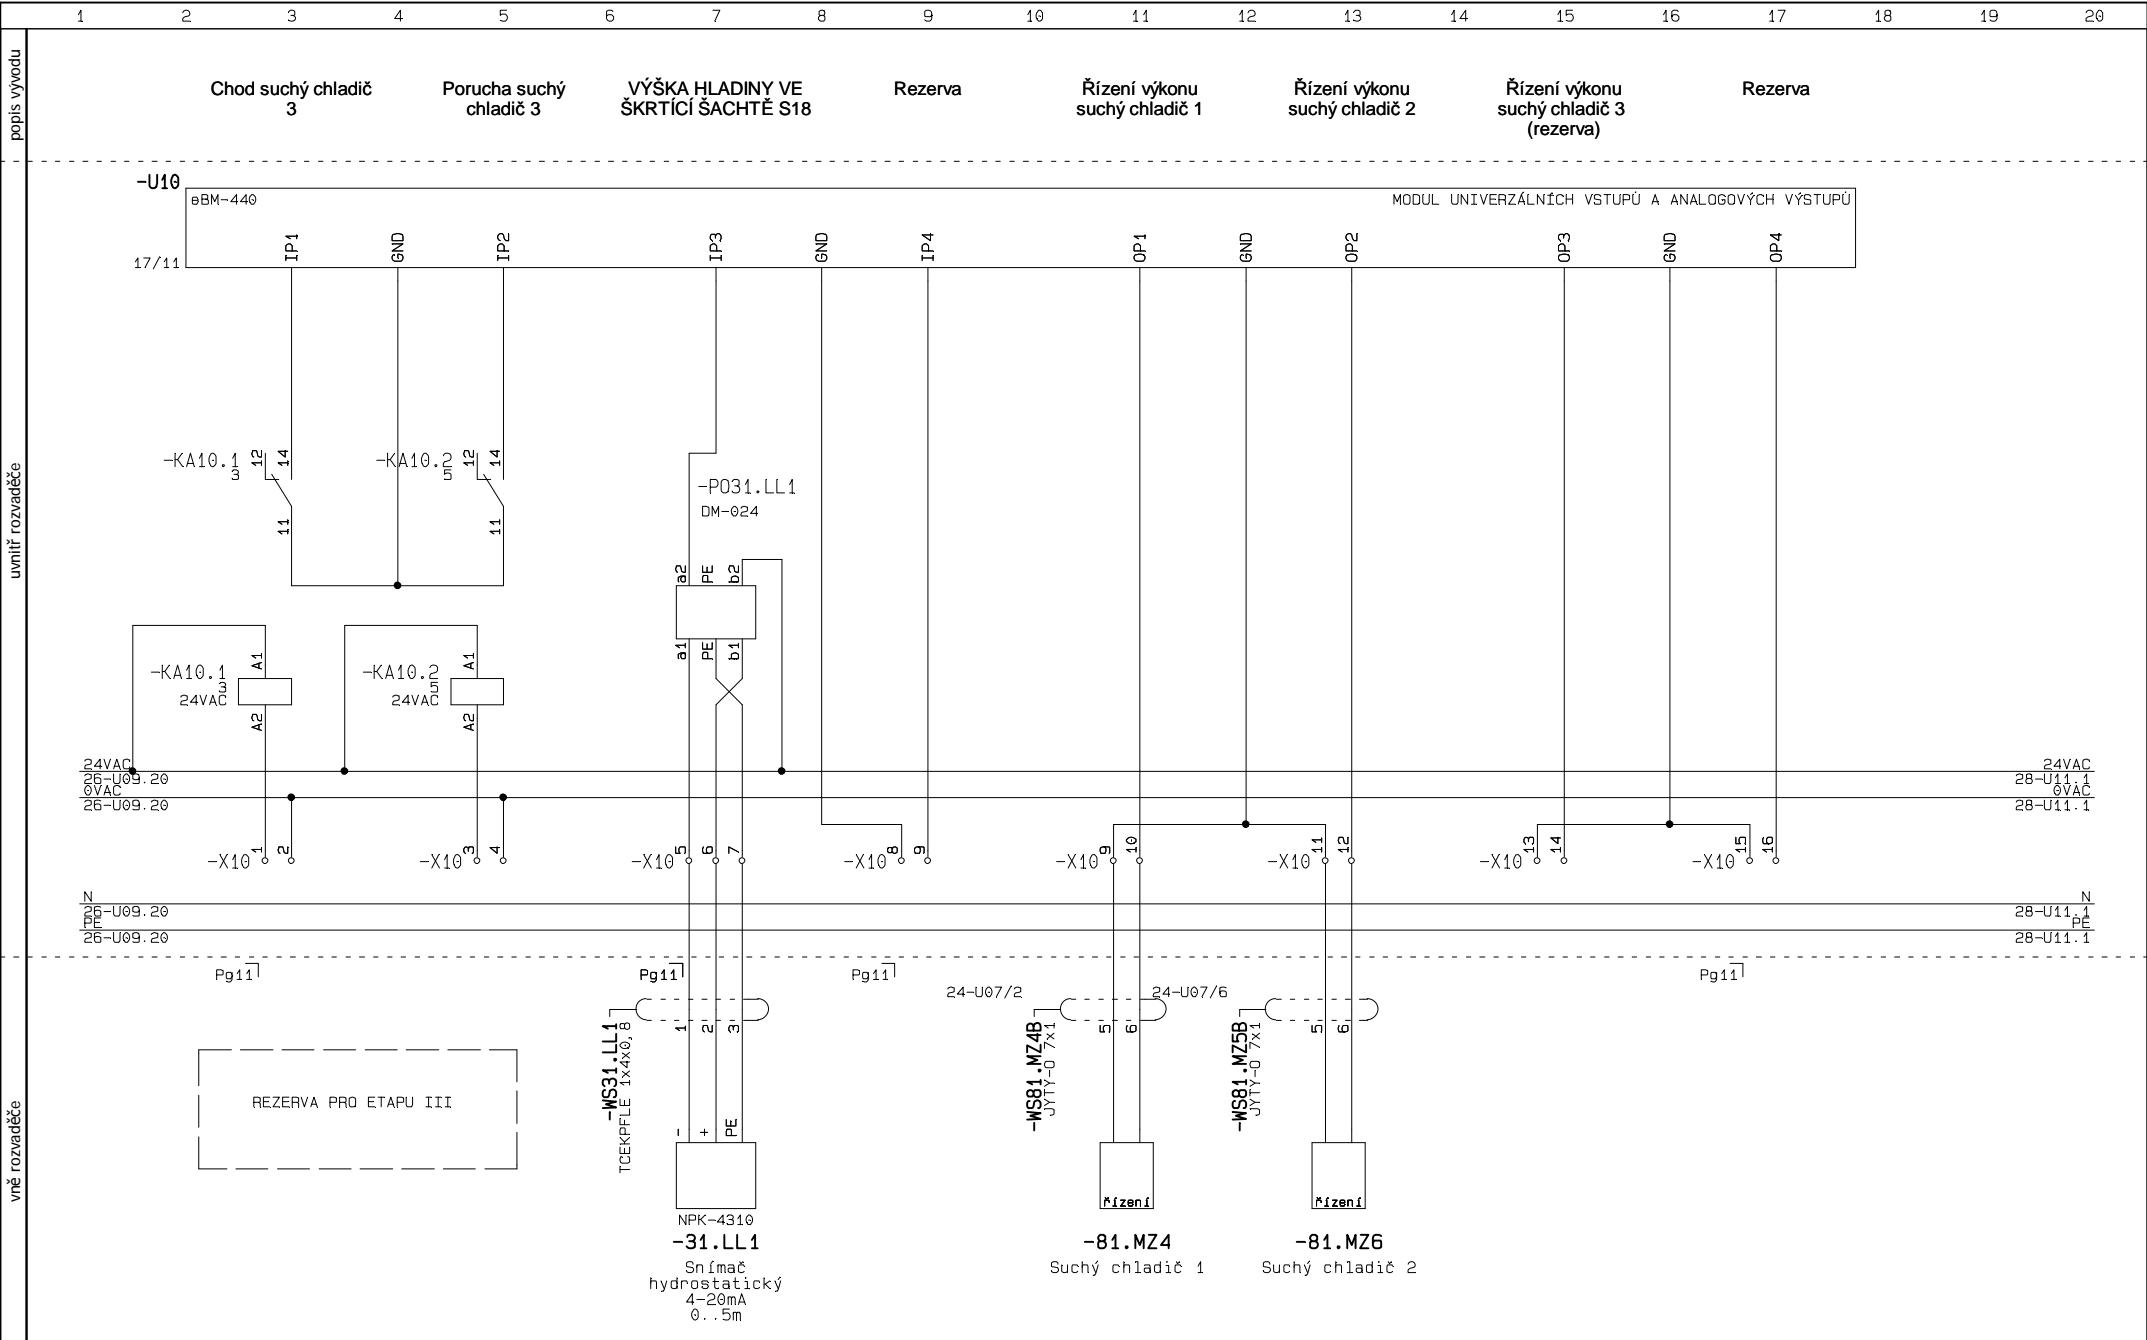 1 2 3 4 5 6 7 8 9 10 11 12 13 14 15 16 17 18 19 20
popis vývodu
Chod suchý chladič
3
Porucha suchý
chladič 3
VÝŠKA HLADINY VE
ŠKRTÍCÍ ŠACHTĚ S18
Rezerva
Řízení výkonu
suchý chladič 1
Řízení výkonu
suchý chladič 2
Řízení výkonu
suchý chladič 3
(rezerva)
Rezerva
-U10
eBM-440
MODUL UNIVERZÁLNÍCH VSTUPŮ A ANALOGOVÝCH VÝSTUPŮ
17/11
IP1
GND
IP2
IP3
GND
IP4
OP1
GND
OP2
OP3
GND
OP4
uvnitř rozvaděče
-KA10.1
3
12
14
11
-KA10.2
5
12
14
11
-PO31.LL1
DM-024
a2
PE
b2
a1
PE
b1
-KA10.1
3
24VAC
A1
A2
-KA10.2
5
24VAC
A1
A2
24VAC
26-U09.20
0VAC
26-U09.20
24VAC
28-U11.1
0VAC
28-U11.1
-X10
1
2
-X10
3
4
-X10
5
6
7
-X10
8
9
-X10
9
10
-X10
11
12
-X10
13
14
-X10
15
16
N
26-U09.20
PE
26-U09.20
N
28-U11.1
PE
28-U11.1
vně rozvaděče
Pg11
Pg11
Pg11
Pg11
24-U07/2
24-U07/6
-WS31.LL1
TCEKPFLE 1x4x0,8
1
2
3
-WS81.MZ4B
JYTY-O 7x1
5
6
-WS81.MZ5B
JYTY-O 7x1
5
6
REZERVA PRO ETAPU III
-
+
PE
NPK-4310
-31.LL1
Snímač
hydrostatický
4-20mA
0..5m
Řízení
-81.MZ4
Suchý chladič 1
Řízení
-81.MZ6
Suchý chladič 2